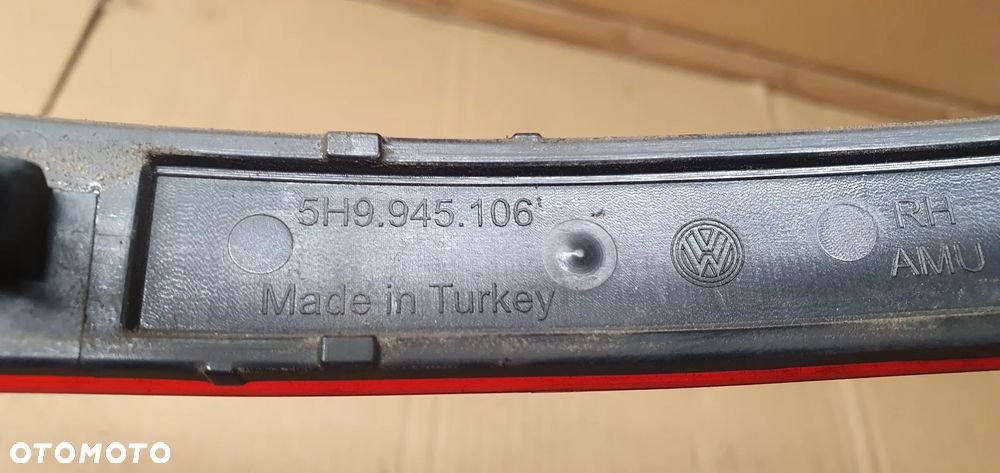 5H9.945.106
Made in Turkey
RH
AMU
OTOMOTO